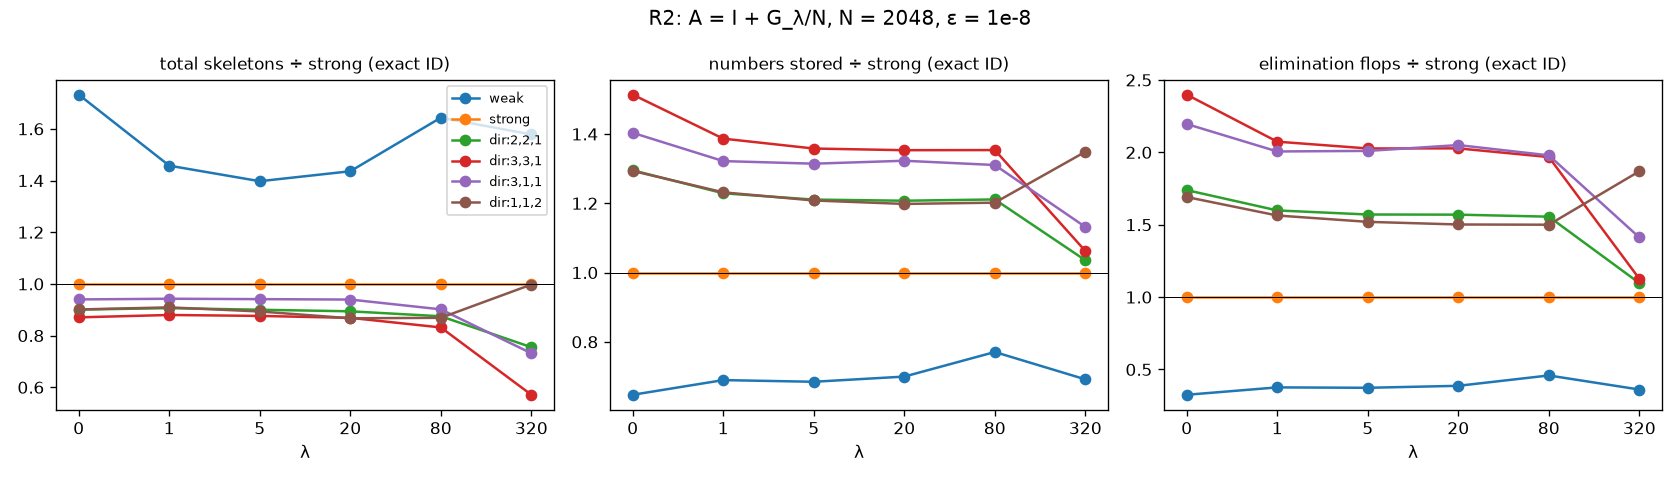 R2: A = I + G_λ/N, N = 2048, ε = 1e-8
total skeletons ÷ strong (exact ID)
1.6
1.4
1.2
1.0
0.8
0.6
0 1 5 20 80 320
λ
weak
strong
dir:2,2,1
dir:3,3,1
dir:3,1,1
dir:1,1,2
numbers stored ÷ strong (exact ID)
1.4
1.2
1.0
0.8
0 1 5 20 80 320
λ
elimination flops ÷ strong (exact ID)
2.5
2.0
1.5
1.0
0.5
0 1 5 20 80 320
λ